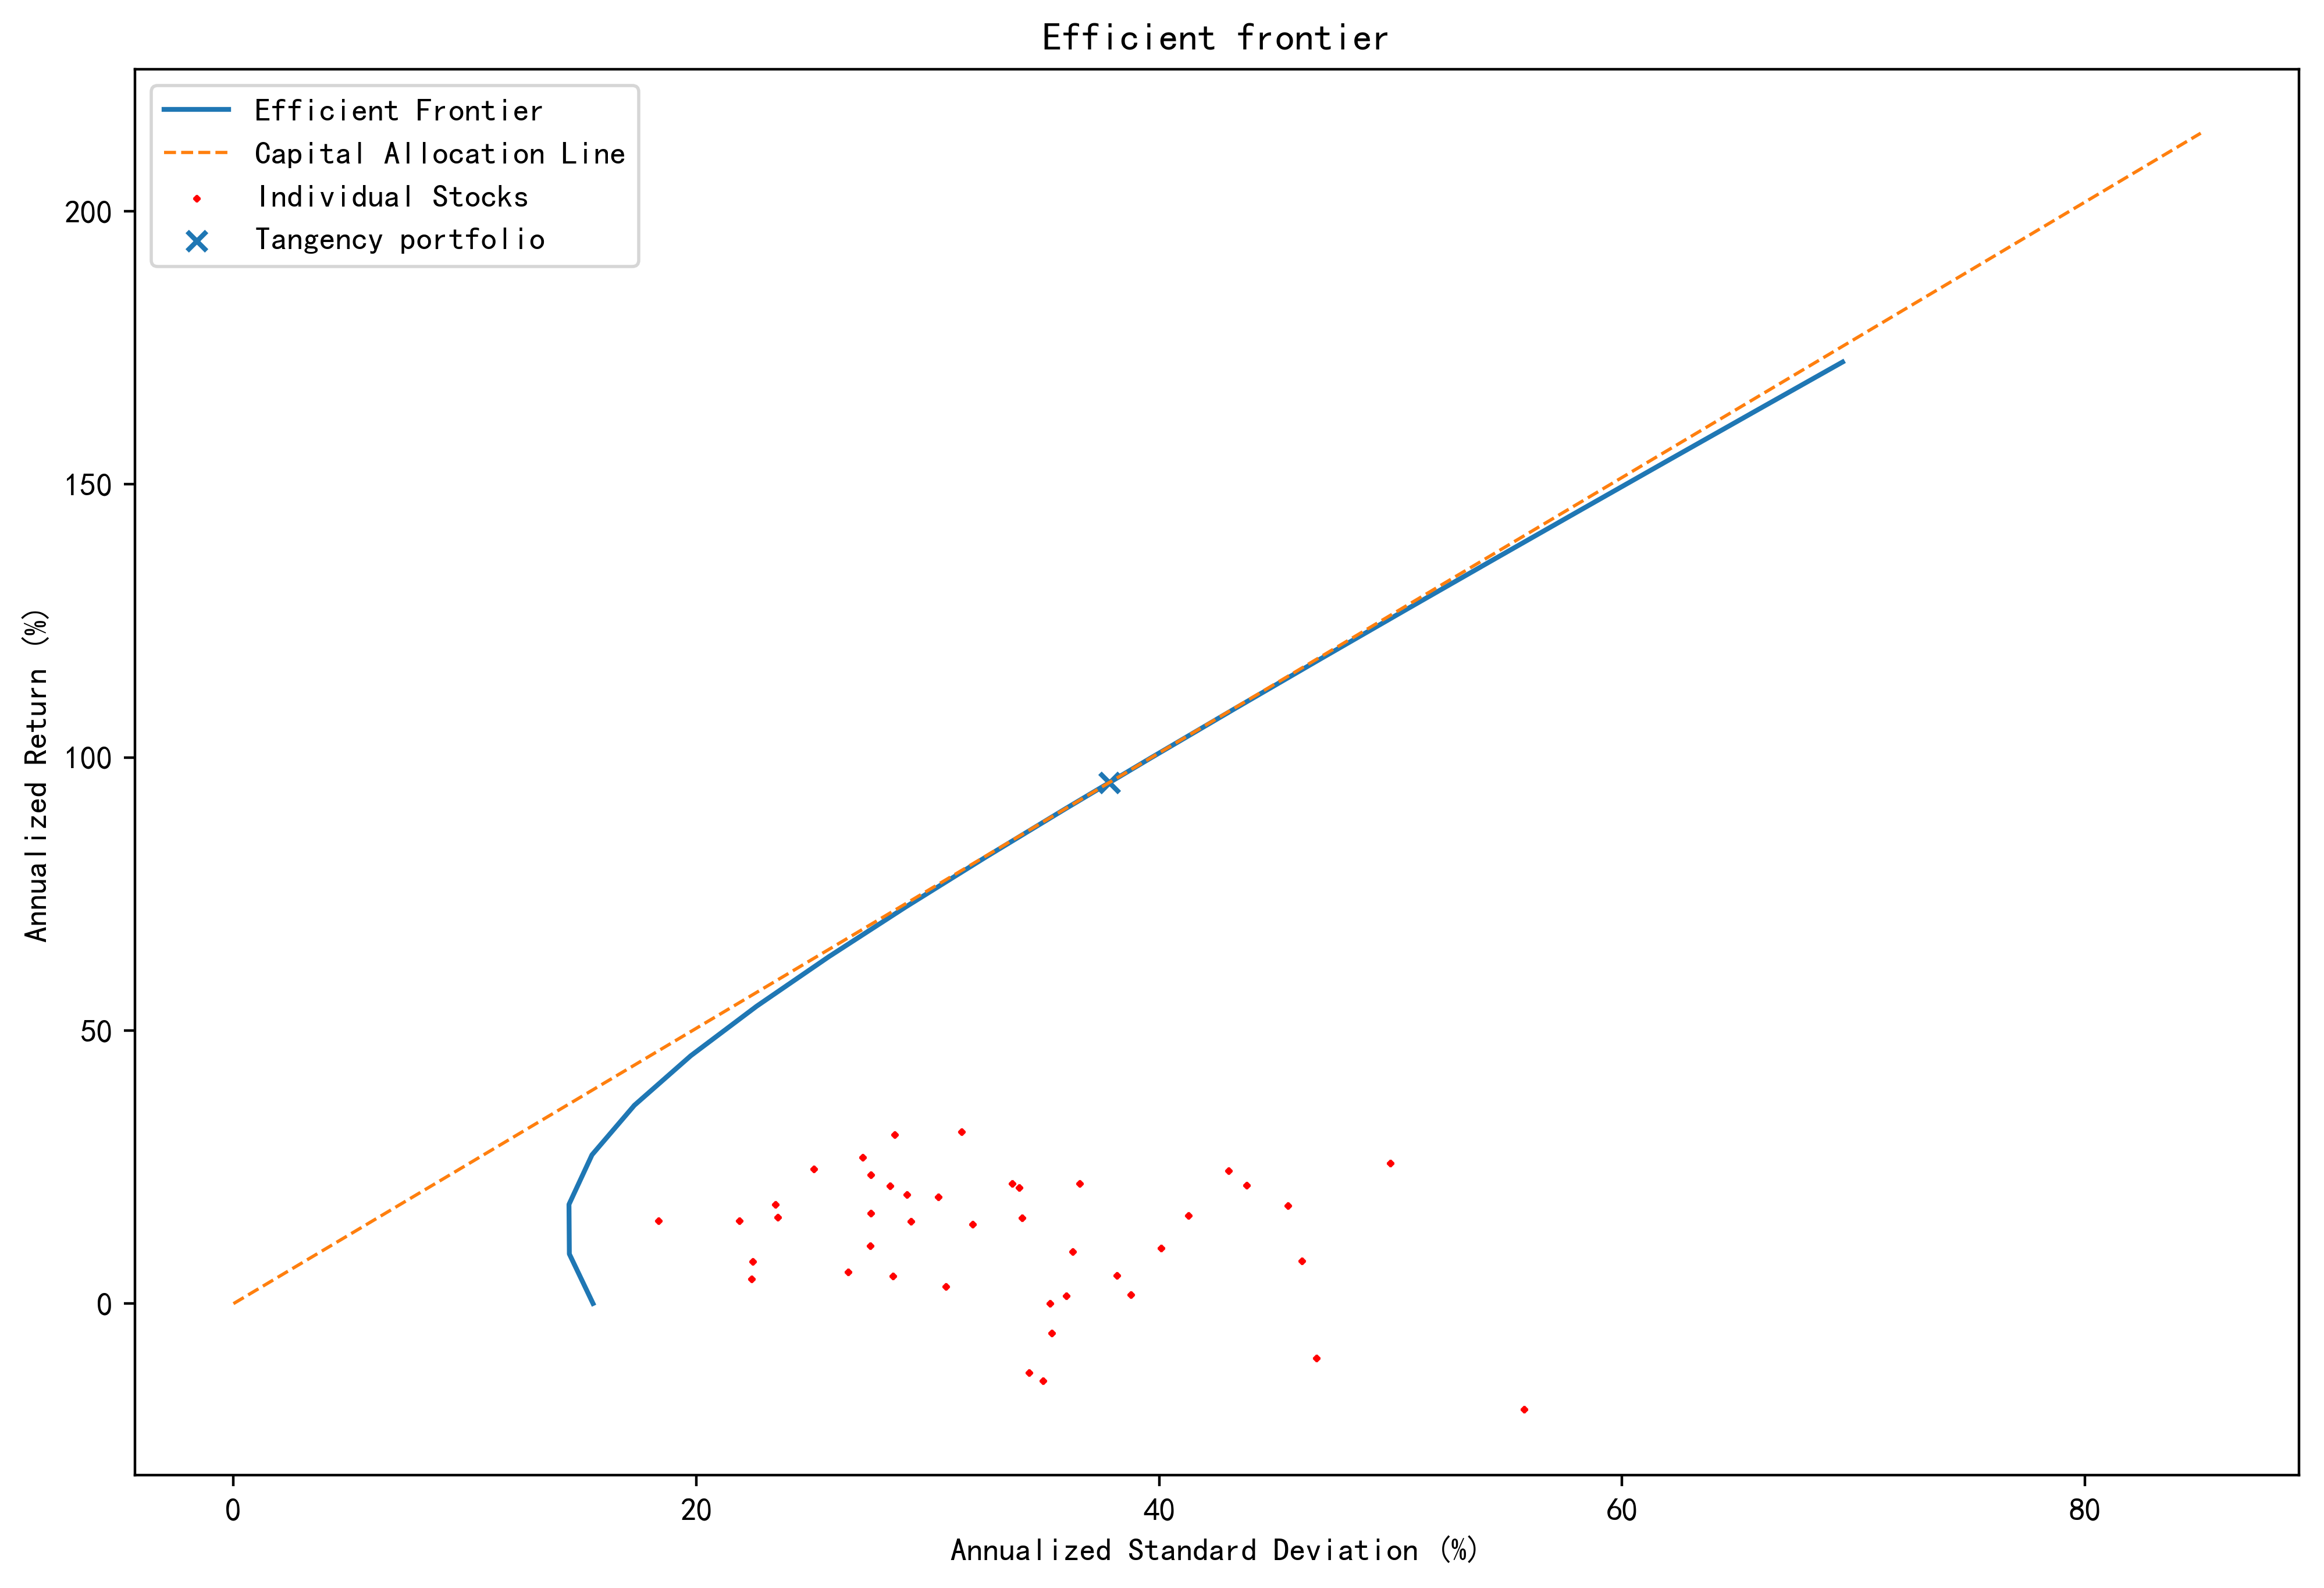 Efficient frontier
Efficient Frontier
Capital Allocation Line
Individual Stocks
Tangency portfolio
200
150
100
50
0
Annualized Return (%)
0 20 40 60 80
Annualized Standard Deviation (%)